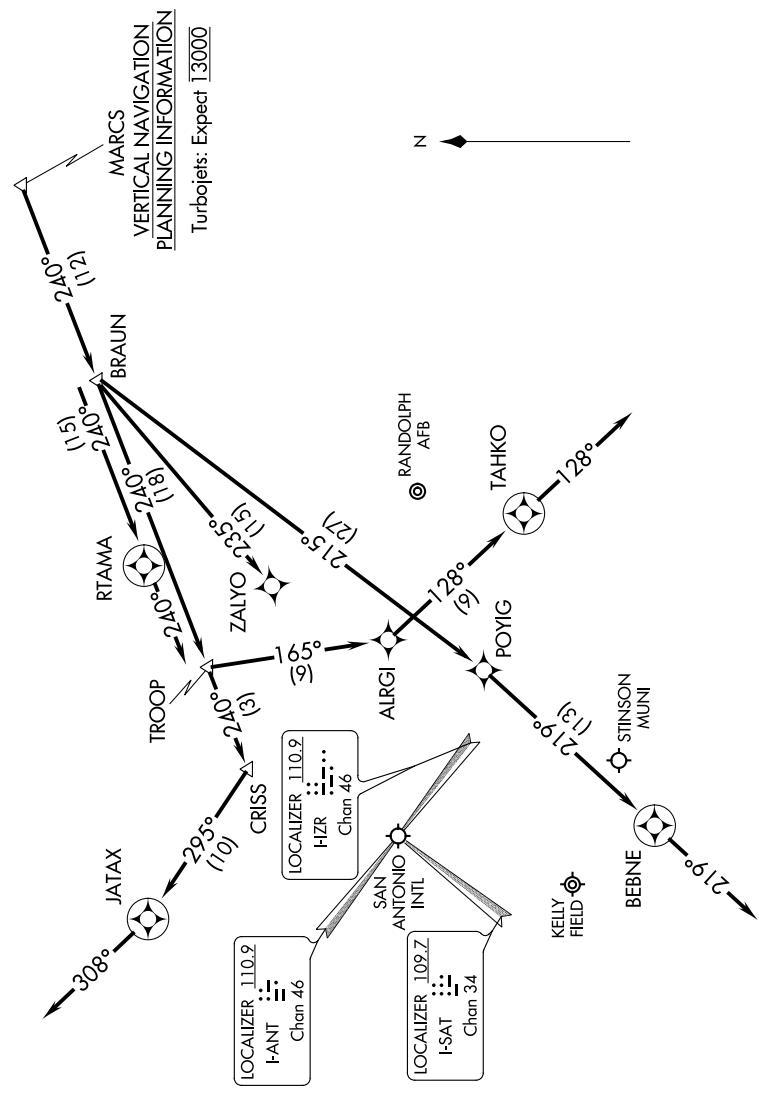 MARCS
VERTICAL NAVIGATION
PLANNING INFORMATION
Turbojets: Expect 13000
N
240°
(12)
BRAUN
(15)
240°
240°
(18)
235°
(15)
215°
(27)
RTAMA
240°
ZALYO
RANDOLPH
AFB
TAHKO
128°
128°
(9)
TROOP
165°
(9)
ALRGI
POYIG
240°
(3)
CRISS
295°
(10)
JATAX
308°
LOCALIZER 110.9
I-IZR
Chan 46
SAN
ANTONIO
INTL
LOCALIZER 110.9
I-ANT
Chan 46
LOCALIZER 109.7
I-SAT
Chan 34
219°
(13)
STINSON
MUNI
KELLY
FIELD
BEBNE
219°